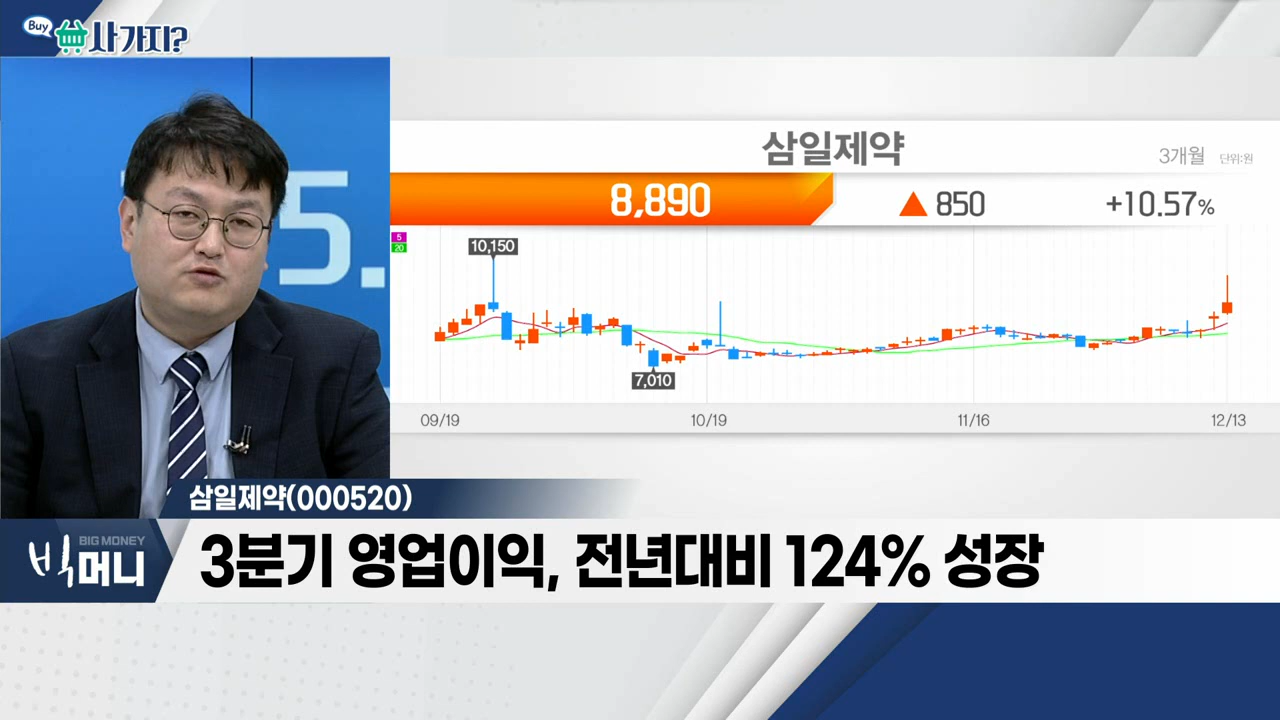 Buy
사가지?
삼일제약
3개월 단위:원
8,890 ▲ 850 +10.57%
5
20
10,150
7,010
09/19 10/19 11/16 12/13
5.
삼일제약(000520)
BIG MONEY
빅머니
3분기 영업이익, 전년대비 124% 성장